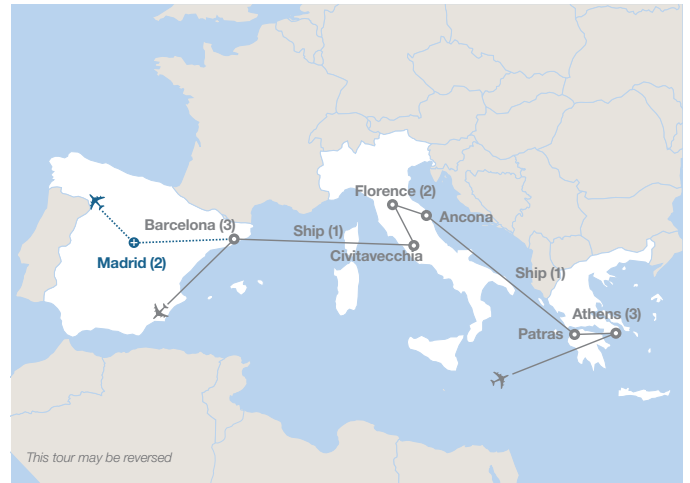 Florence (2)
Barcelona (3)
Ancona
Ship (1)
Madrid (2)
Civitavecchia
Ship (1)
Athens (3)
Patras
This tour may be reversed